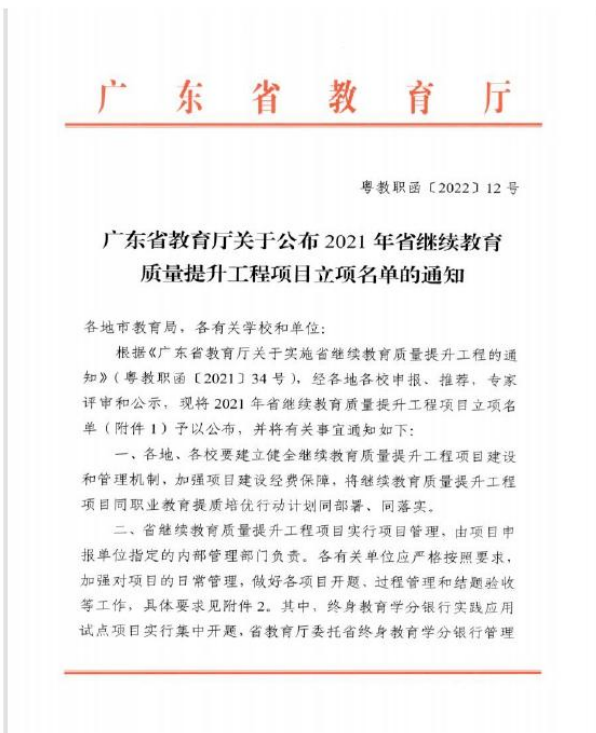 广东省教育厅
粤教职函〔2022〕12号
广东省教育厅关于公布2021年省继续教育
质量提升工程项目立项名单的通知
各地市教育局，各有关学校和单位：
根据《广东省教育厅关于实施省继续教育质量提升工程的通
知》（粤教职函〔2021〕34号），经各地各校申报、推荐，专家
评审和公示，现将2021年省继续教育质量提升工程项目立项名
单（附件1）予以公布，并将有关事宜通知如下：
一、各地、各校要建立健全继续教育质量提升工程项目建设
和管理机制，加强项目建设经费保障，将继续教育质量提升工程
项目同职业教育提质培优行动计划同部署、同落实。
二、省继续教育质量提升工程项目实行项目管理，由项目申
报单位指定的内部管理部门负责。各有关单位应严格按照要求，
加强对项目的日常管理，做好各项目开题、过程管理和结题验收
等工作，具体要求见附件2。其中，终身教育学分银行实践应用
试点项目实行集中开题，省教育厅委托省终身教育学分银行管理